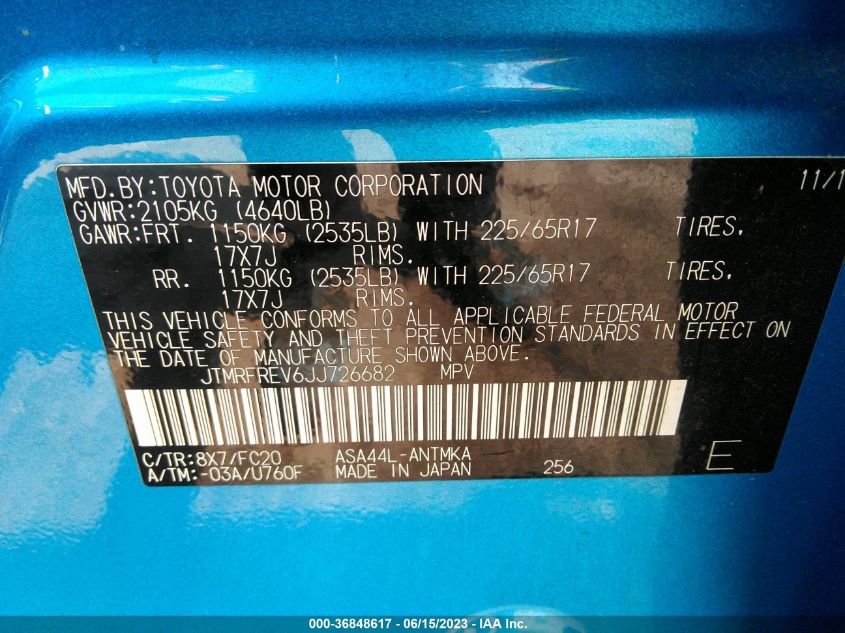 MFD.BY:TOYOTA MOTOR CORPORATION 11/1
GVWR:2105KG (4640LB)
GAWR:FRT. 1150KG (2535LB) WITH 225/65R17 TIRES.
17X7J RIMS.
RR. 1150KG (2535LB) WITH 225/65R17 TIRES,
17X7J RIMS.
THIS VEHICLE CONFORMS TO ALL APPLICABLE FEDERAL MOTOR
VEHICLE SAFETY AND THEFT PREVENTION STANDARDS IN EFFECT ON
THE DATE OF MANUFACTURE SHOWN ABOVE.
JTMRFREV6JJ726682 MPV
C/TR:8X7/FC20 ASA44L-ANTMKA
A/TM:-03A/U760F MADE IN JAPAN 256 E
000-36848617 - 06/15/2023 - IAA Inc.